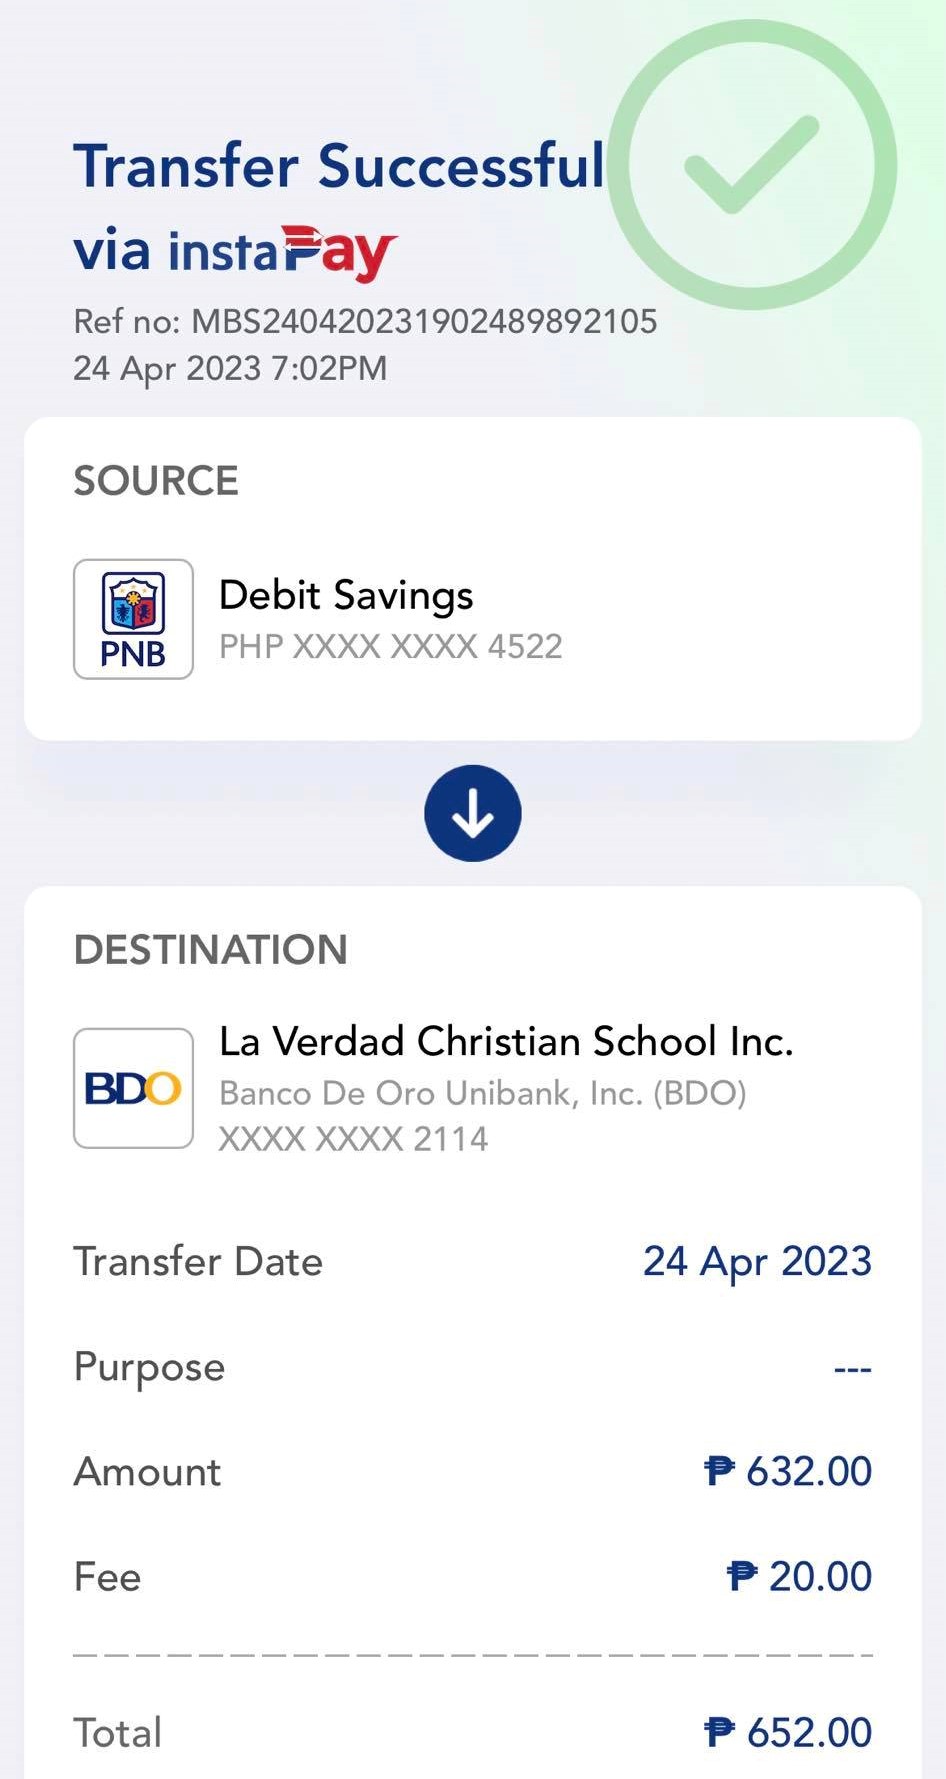 Transfer Successful
via instaPay
Ref no: MBS240420231902489892105
24 Apr 2023 7:02PM
SOURCE
PNB
Debit Savings
PHP XXXX XXXX 4522
DESTINATION
BDO
La Verdad Christian School Inc.
Banco De Oro Unibank, Inc. (BDO)
XXXX XXXX 2114
Transfer Date 24 Apr 2023
Purpose ---
Amount ₱ 632.00
Fee ₱ 20.00
Total ₱ 652.00